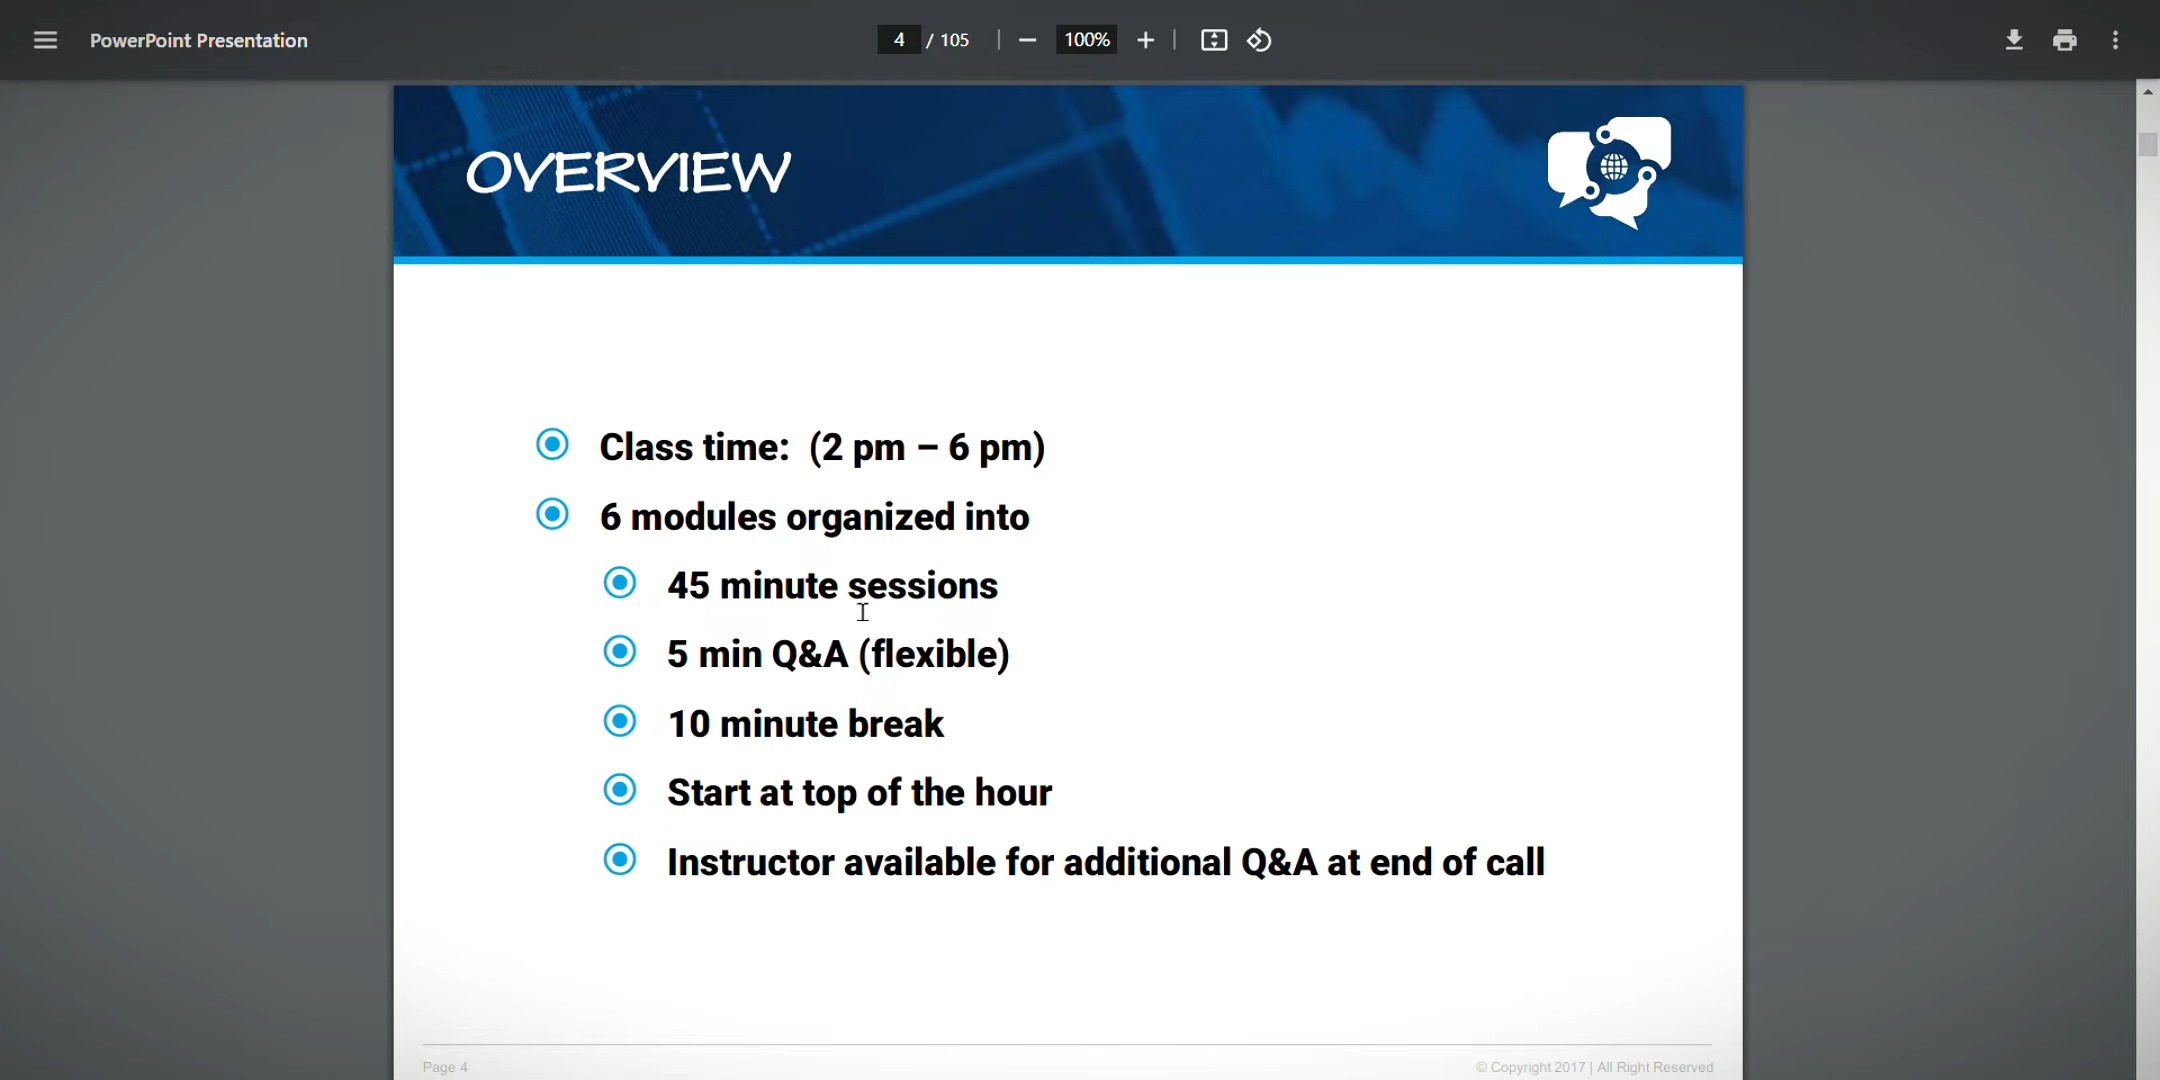 PowerPoint Presentation
4 / 105
100%
OVERVIEW
Class time: (2 pm – 6 pm)
6 modules organized into
45 minute sessions
5 min Q&A (flexible)
10 minute break
Start at top of the hour
Instructor available for additional Q&A at end of call
Page 4
© Copyright 2017 | All Right Reserved